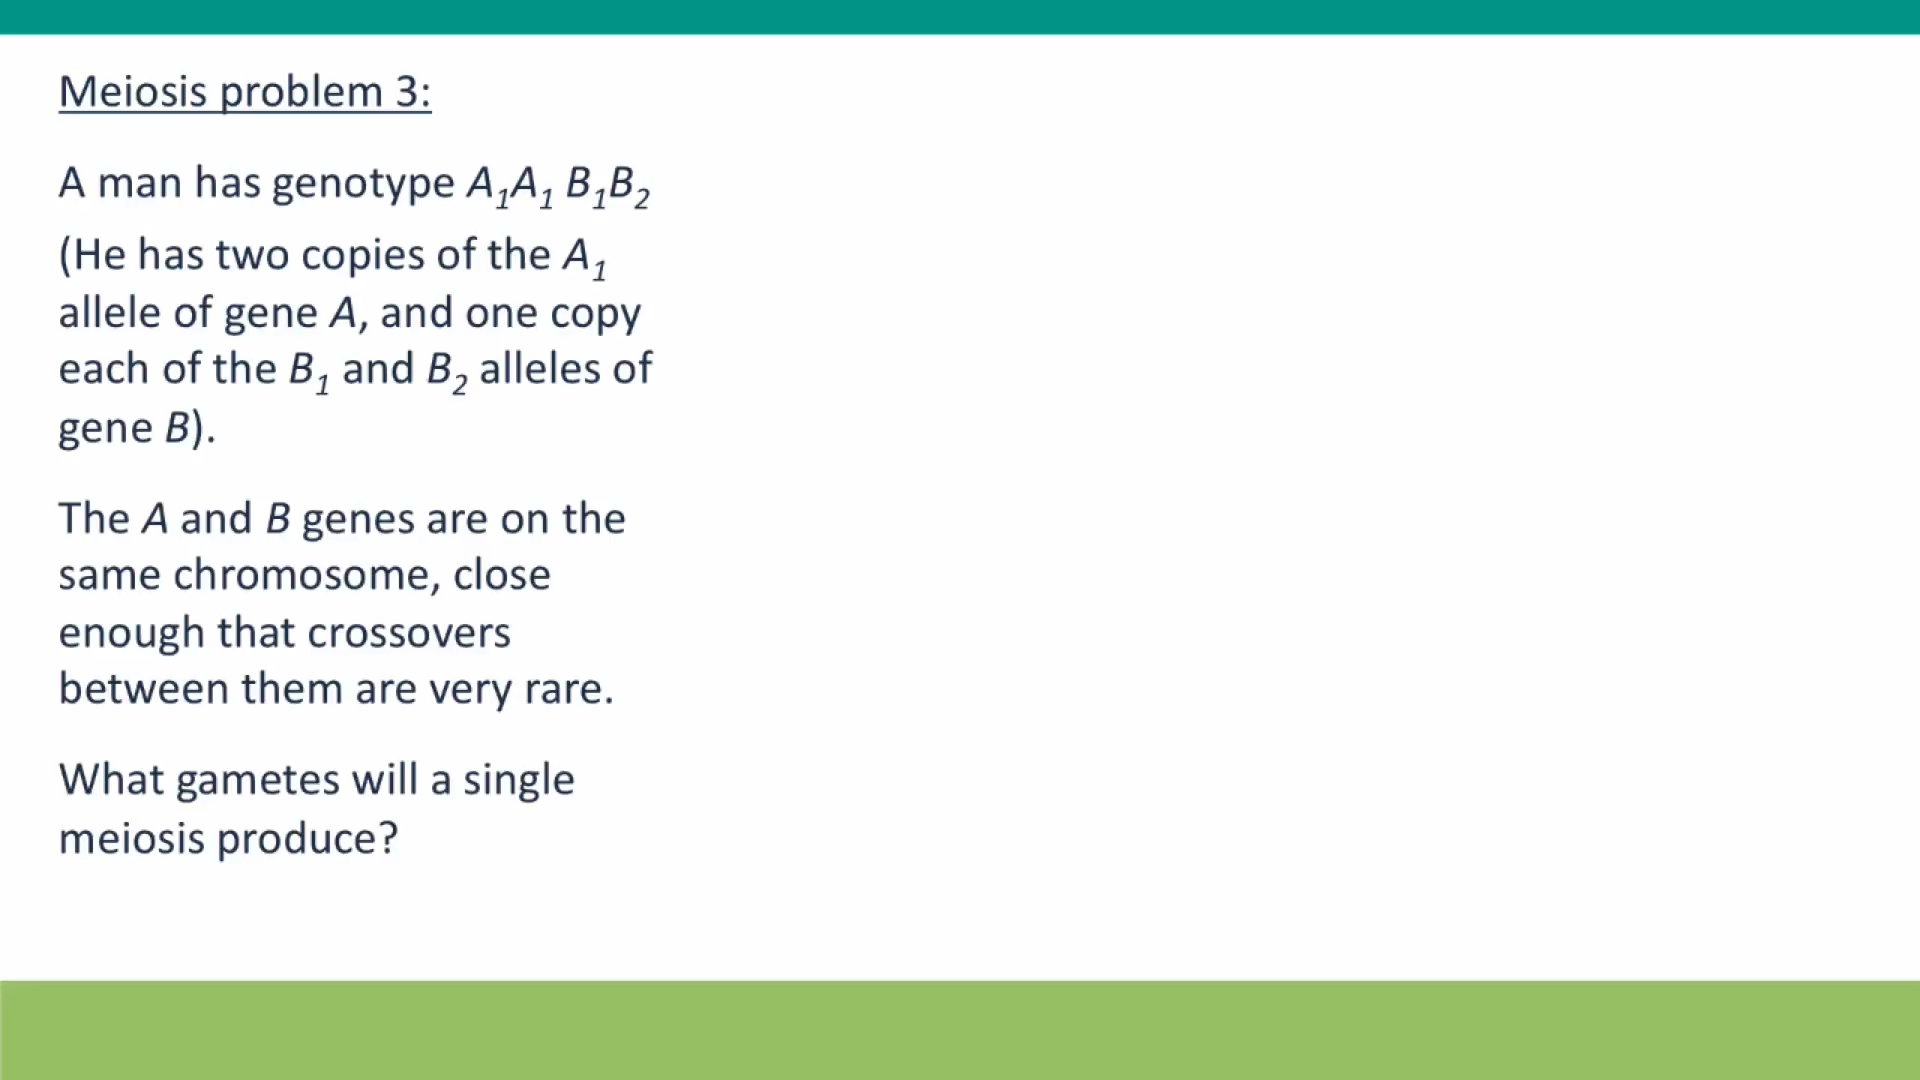 Meiosis problem 3:
A man has genotype A₁A₁ B₁B₂
(He has two copies of the A₁
allele of gene A, and one copy
each of the B₁ and B₂ alleles of
gene B).
The A and B genes are on the
same chromosome, close
enough that crossovers
between them are very rare.
What gametes will a single
meiosis produce?